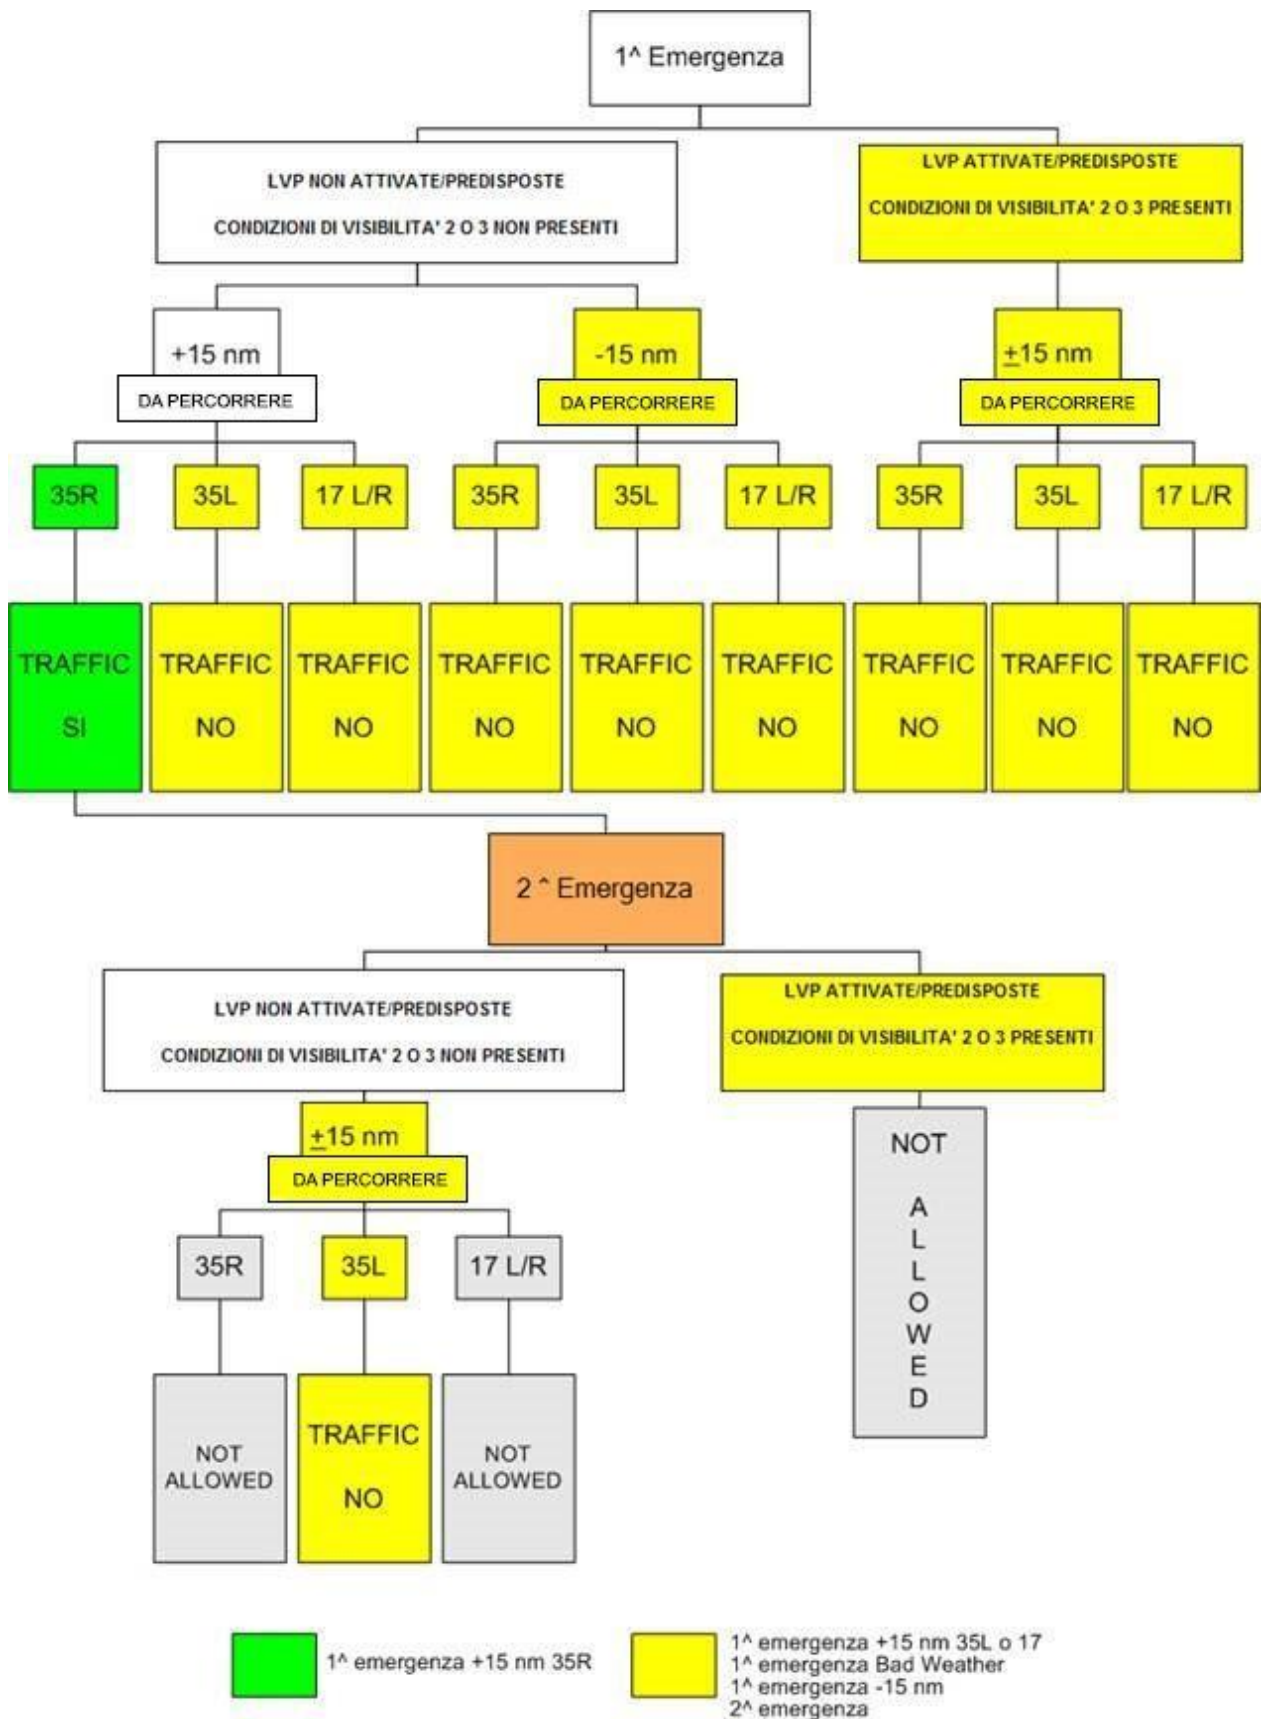 1^ Emergenza
LVP NON ATTIVATE/PREDISPOSTE
CONDIZIONI DI VISIBILITA' 2 O 3 NON PRESENTI
LVP ATTIVATE/PREDISPOSTE
CONDIZIONI DI VISIBILITA' 2 O 3 PRESENTI
+15 nm
DA PERCORRERE
-15 nm
DA PERCORRERE
±15 nm
DA PERCORRERE
35R
35L
17 L/R
35R
35L
17 L/R
35R
35L
17 L/R
TRAFFIC
SI
TRAFFIC
NO
TRAFFIC
NO
TRAFFIC
NO
TRAFFIC
NO
TRAFFIC
NO
TRAFFIC
NO
TRAFFIC
NO
TRAFFIC
NO
2 ^ Emergenza
LVP NON ATTIVATE/PREDISPOSTE
CONDIZIONI DI VISIBILITA' 2 O 3 NON PRESENTI
LVP ATTIVATE/PREDISPOSTE
CONDIZIONI DI VISIBILITA' 2 O 3 PRESENTI
±15 nm
DA PERCORRERE
NOT
A
L
L
O
W
E
D
35R
35L
17 L/R
NOT
ALLOWED
TRAFFIC
NO
NOT
ALLOWED
1^ emergenza +15 nm 35R
1^ emergenza +15 nm 35L o 17
1^ emergenza Bad Weather
1^ emergenza -15 nm
2^ emergenza